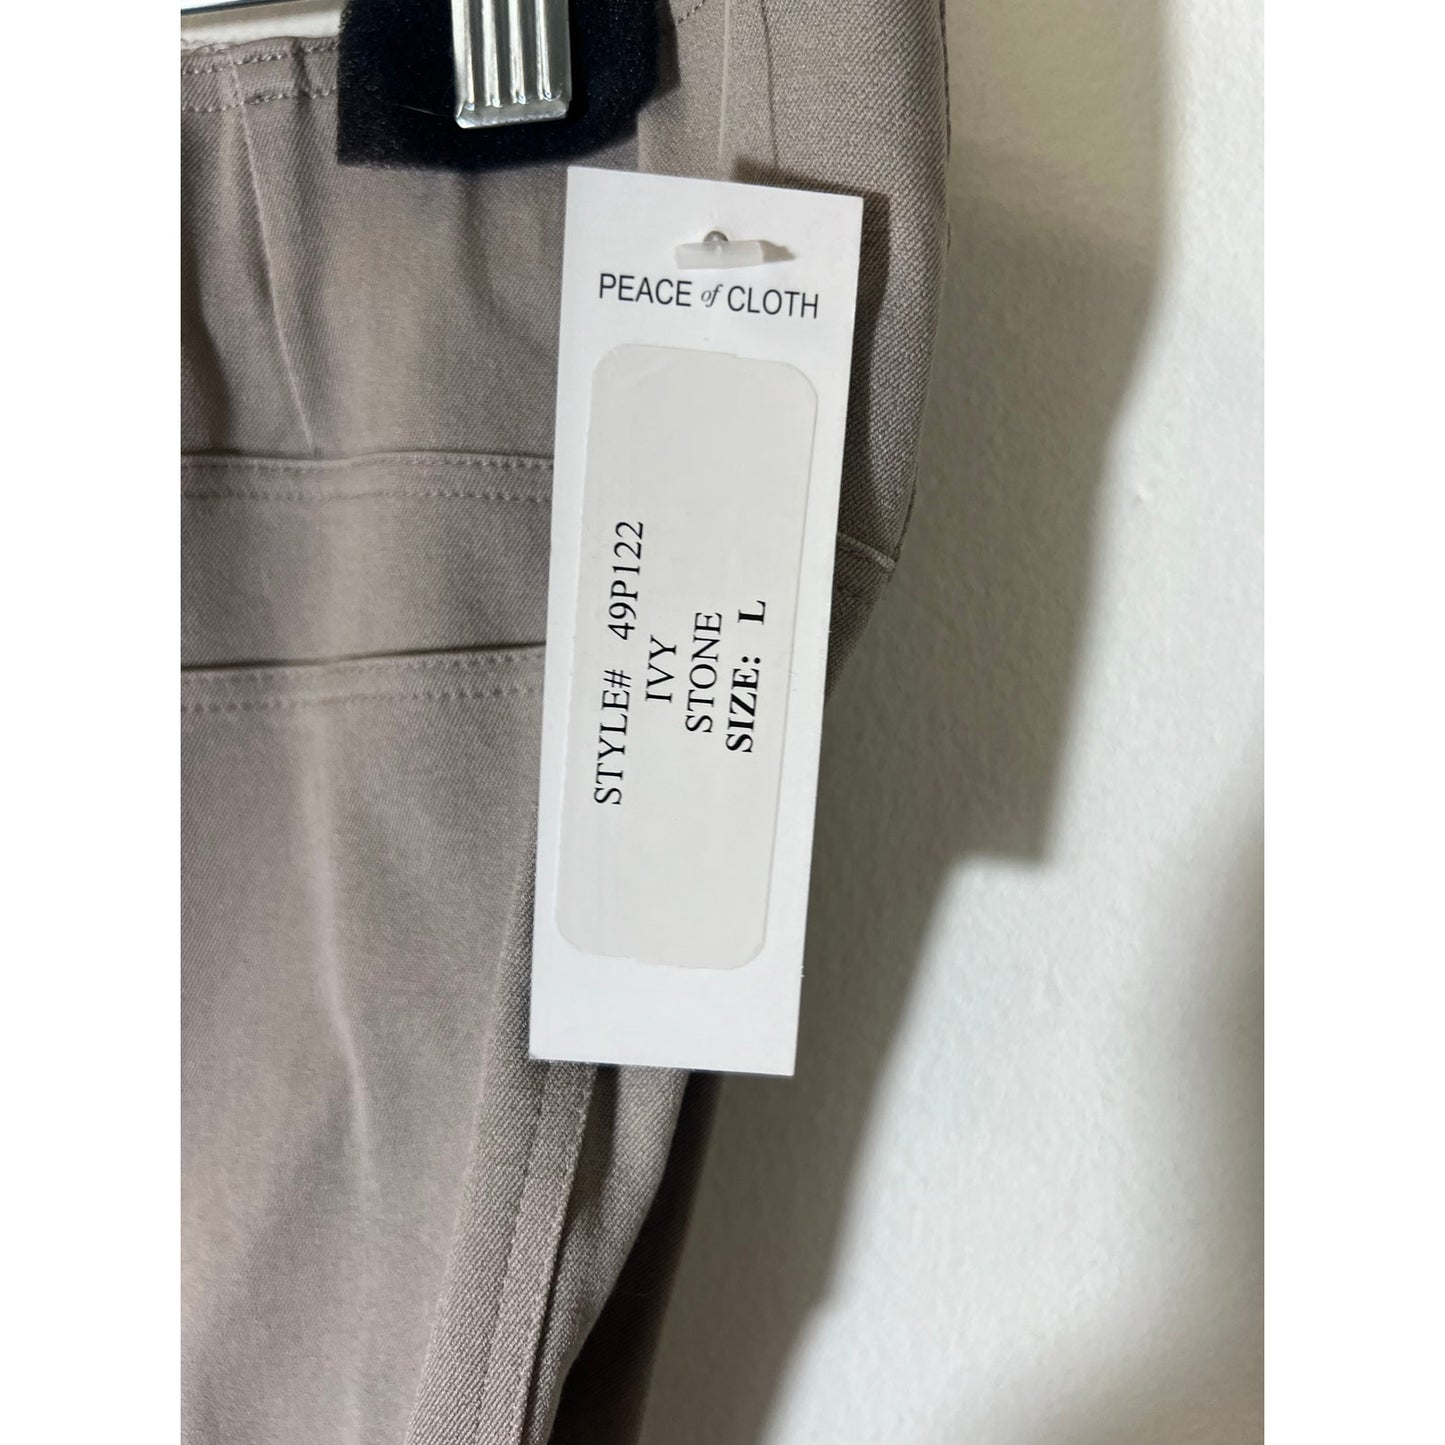 PEACE of CLOTH
STYLE# 49P122
IVY
STONE
SIZE: L